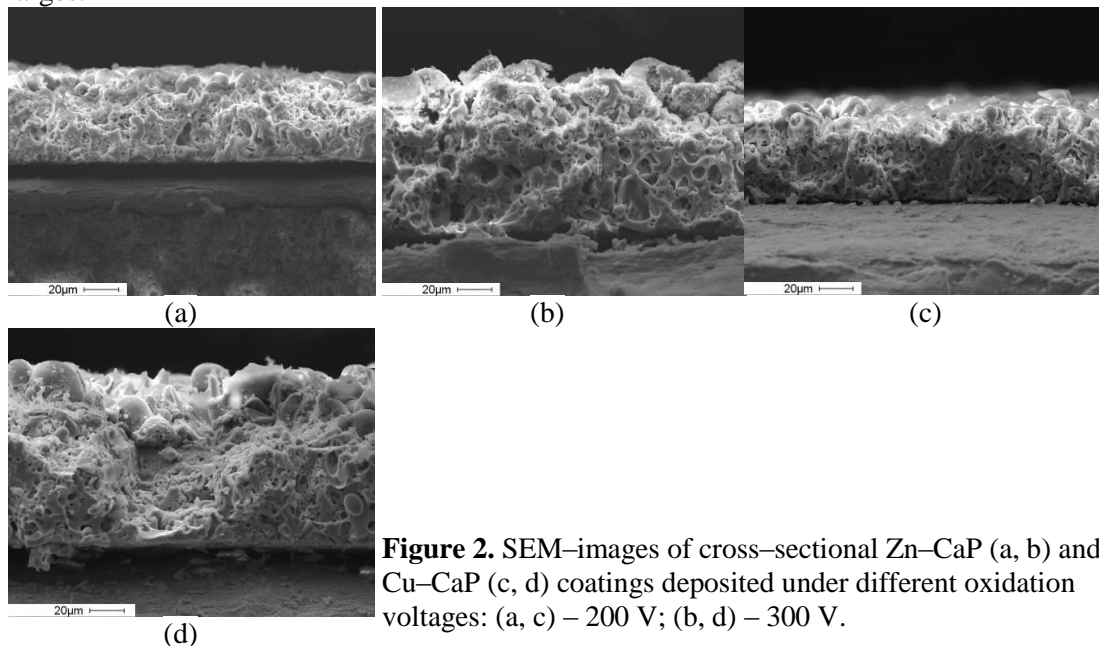 20µm
20µm
20µm
(a)
(b)
(c)
20µm
Figure 2. SEM–images of cross–sectional Zn–CaP (a, b) and
Cu–CaP (c, d) coatings deposited under different oxidation
voltages: (a, c) – 200 V; (b, d) – 300 V.
(d)